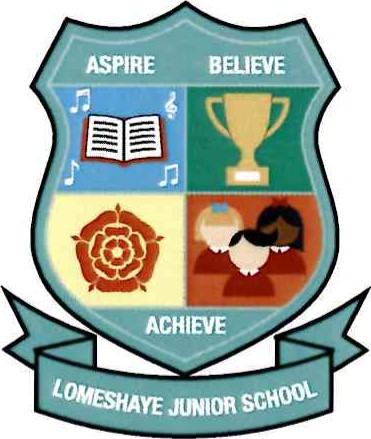 ASPIRE BELIEVE
ACHIEVE
LOMESHAYE JUNIOR SCHOOL